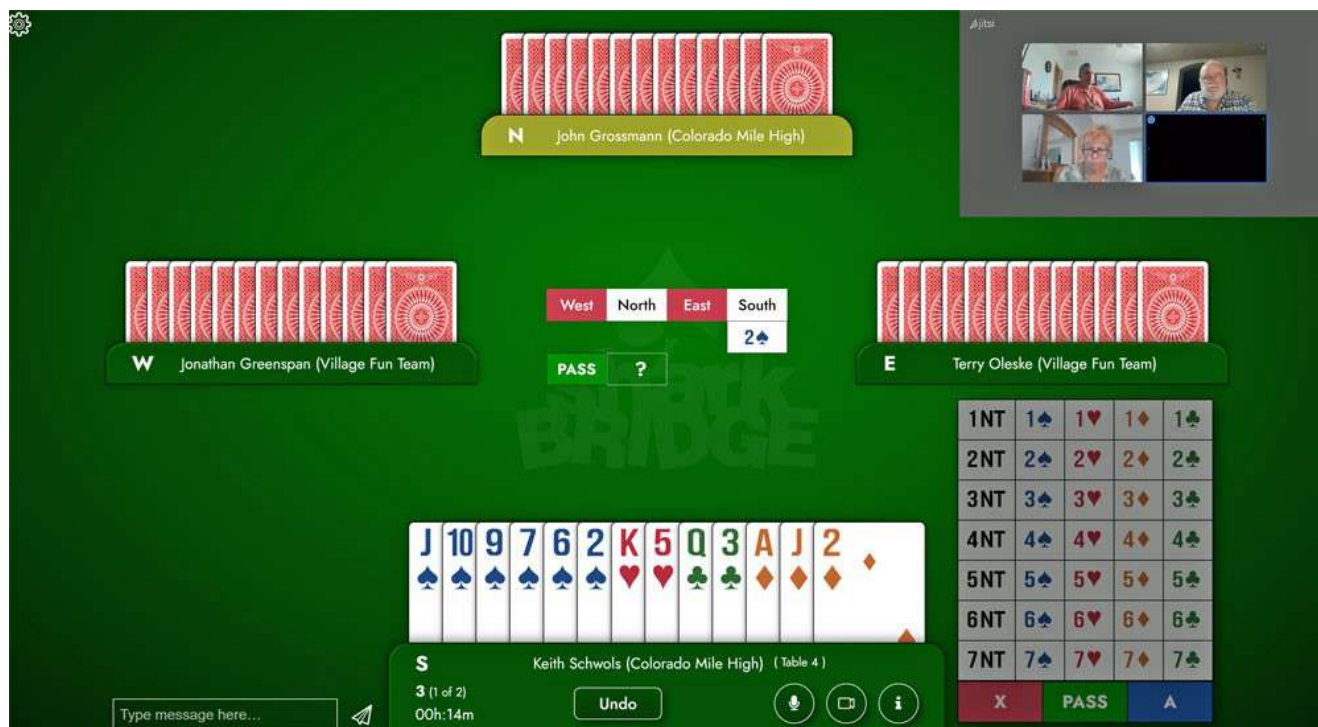 jitsi
N John Grossmann (Colorado Mile High)
West North East South
2♠
PASS ?
W Jonathan Greenspan (Village Fun Team)
E Terry Oleske (Village Fun Team)
Shark
BRIDGE
1NT 1♠ 1♥ 1♦ 1♣
2NT 2♠ 2♥ 2♦ 2♣
3NT 3♠ 3♥ 3♦ 3♣
4NT 4♠ 4♥ 4♦ 4♣
5NT 5♠ 5♥ 5♦ 5♣
6NT 6♠ 6♥ 6♦ 6♣
7NT 7♠ 7♥ 7♦ 7♣
X PASS A
J 10 9 7 6 2 K 5 Q 3 A J 2
♠ ♠ ♠ ♠ ♠ ♠ ♥ ♥ ♣ ♣ ♦ ♦ ♦
S Keith Schwols (Colorado Mile High) (Table 4)
3 (1 of 2)
00h:14m
Undo
i
Type message here...